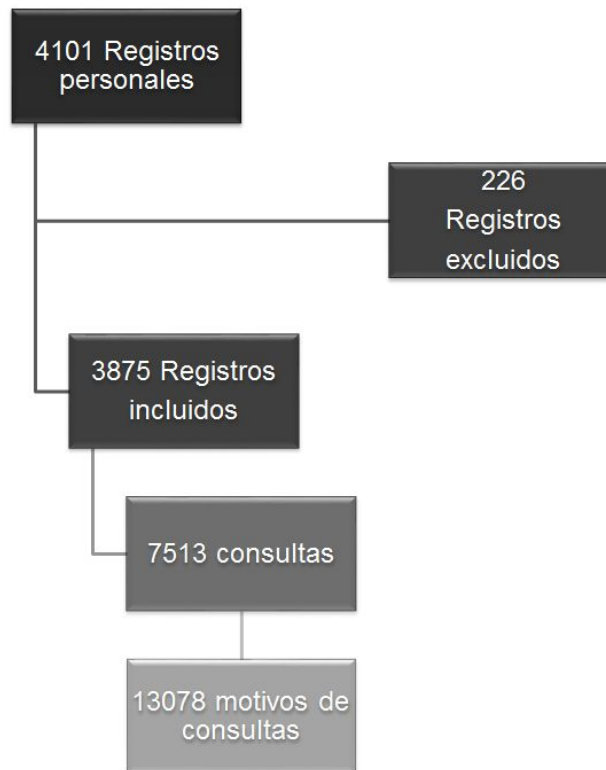 4101 Registros
personales
226
Registros
excluidos
3875 Registros
incluidos
7513 consultas
13078 motivos de
consultas